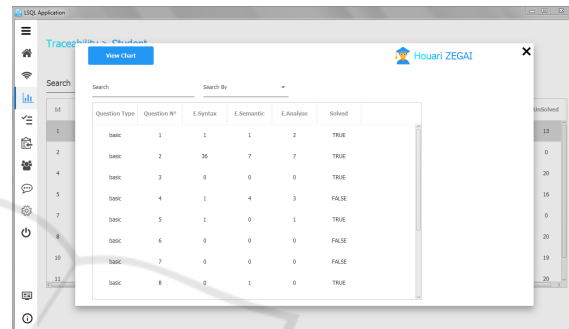 LSQL Application
Traceability > Student
View Chart
Houari ZEGAI
Search
Search
Search By
Id
UnSolved
Question Type Question N° E.Syntax E.Semantic E.Analyse Solved
1 13
basic 1 1 1 2 TRUE
2 0
basic 2 36 7 7 TRUE
4 20
basic 3 0 0 0 TRUE
5 16
basic 4 1 4 3 FALSE
7 0
basic 5 1 0 1 TRUE
8 20
basic 6 0 0 0 FALSE
10 19
basic 7 0 0 0 FALSE
11 20
basic 8 0 1 0 TRUE